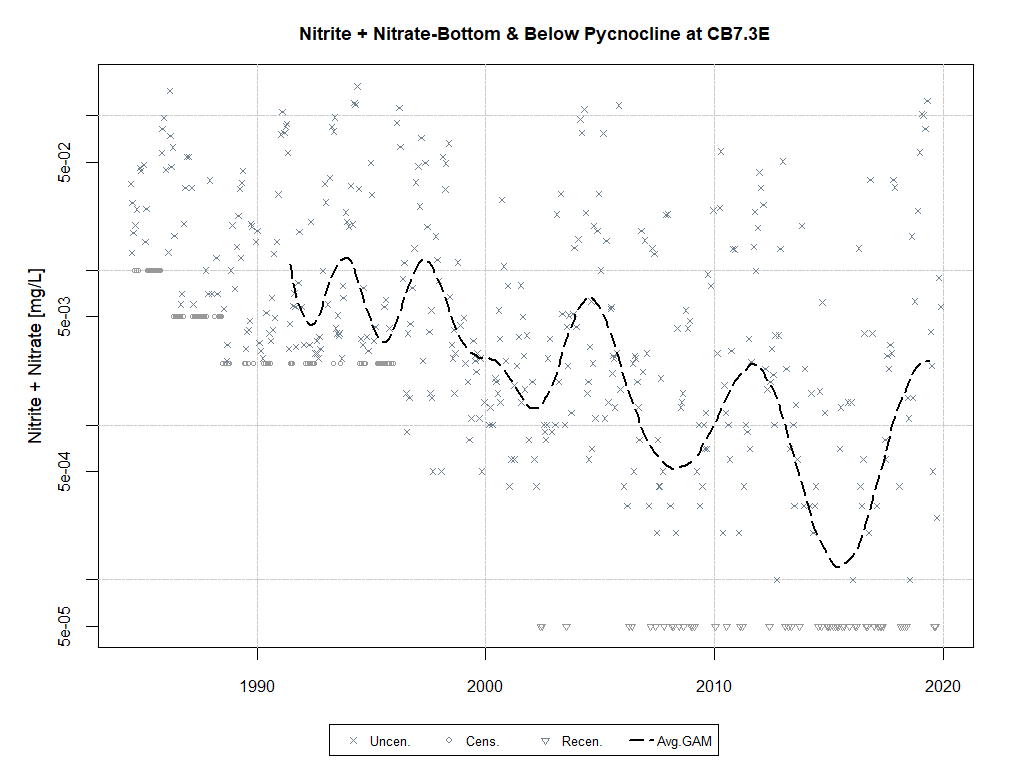 Nitrite + Nitrate-Bottom & Below Pycnocline at CB7.3E
Nitrite + Nitrate [mg/L]
5e-02
5e-03
5e-04
5e-05
1990 2000 2010 2020
Uncen. Cens. Recen. Avg.GAM